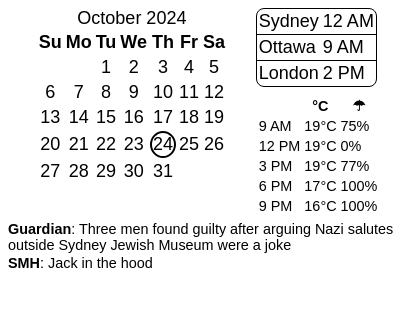 October 2024
Su Mo Tu We Th Fr Sa
1 2 3 4 5
6 7 8 9 10 11 12
13 14 15 16 17 18 19
20 21 22 23 24 25 26
27 28 29 30 31
Sydney 12 AM
Ottawa 9 AM
London 2 PM
°C ☂
9 AM 19°C 75%
12 PM 19°C 0%
3 PM 19°C 77%
6 PM 17°C 100%
9 PM 16°C 100%
Guardian: Three men found guilty after arguing Nazi salutes
outside Sydney Jewish Museum were a joke
SMH: Jack in the hood